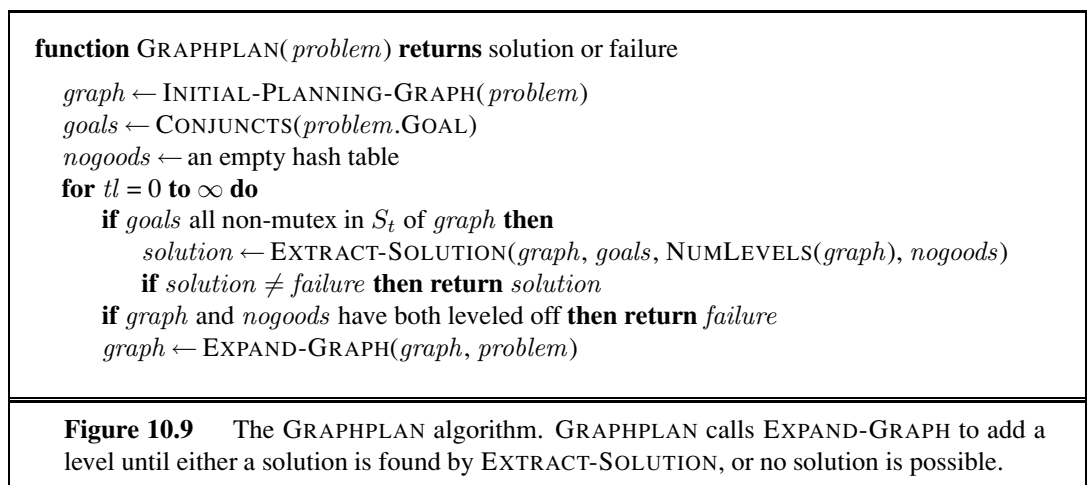 function GRAPHPLAN(problem) returns solution or failure
graph ← INITIAL-PLANNING-GRAPH(problem)
goals ← CONJUNCTS(problem.GOAL)
nogoods ← an empty hash table
for tl = 0 to ∞ do
if goals all non-mutex in St of graph then
solution ← EXTRACT-SOLUTION(graph, goals, NUMLEVELS(graph), nogoods)
if solution ≠ failure then return solution
if graph and nogoods have both leveled off then return failure
graph ← EXPAND-GRAPH(graph, problem)
Figure 10.9 The GRAPHPLAN algorithm. GRAPHPLAN calls EXPAND-GRAPH to add a
level until either a solution is found by EXTRACT-SOLUTION, or no solution is possible.